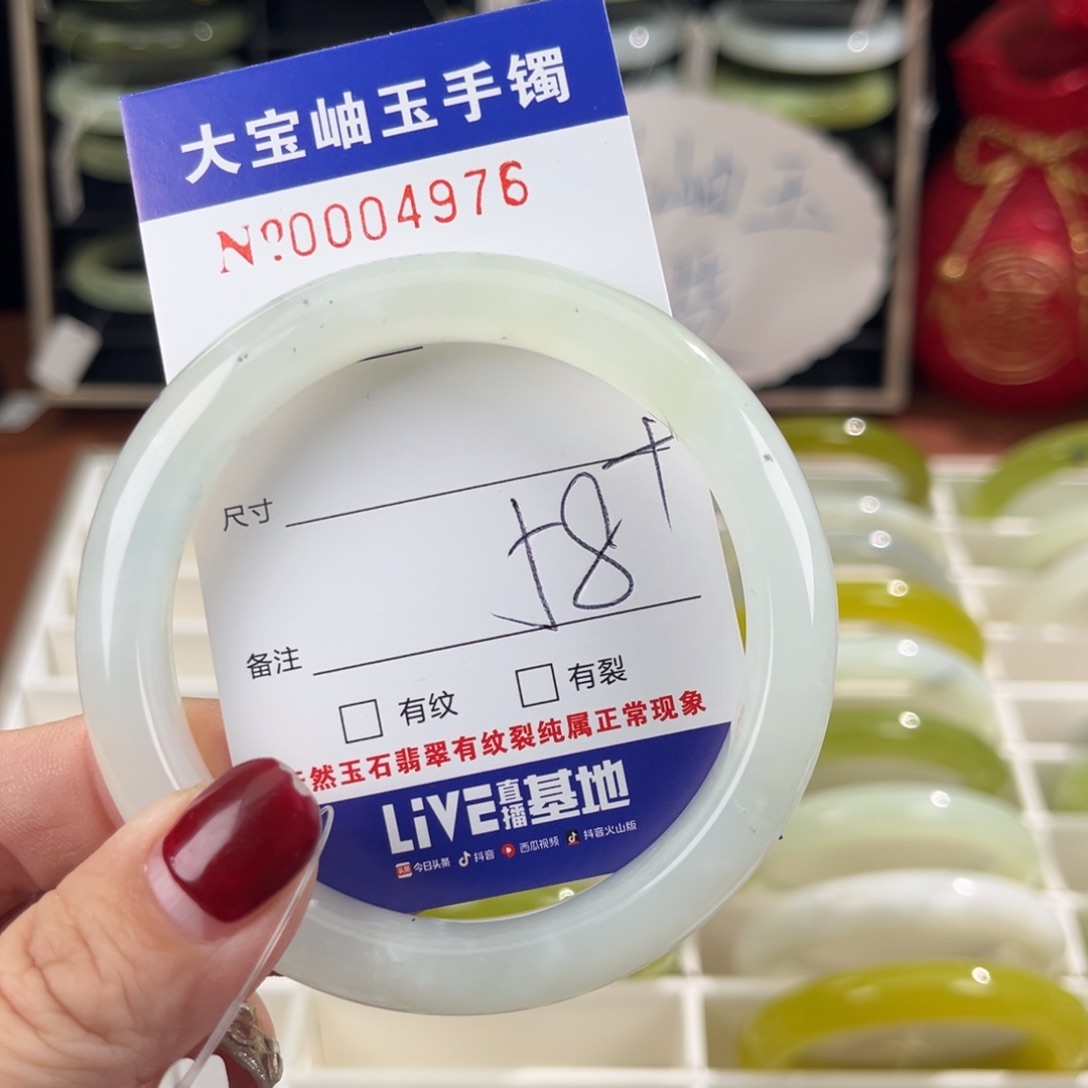 大宝岫玉手镯
Nº0004976
尺寸 58+
备注
有纹 有裂
然玉石翡翠有纹裂纯属正常现象
LiVE直播基地
今日头条 抖音 西瓜视频 抖音火山版
岫玉